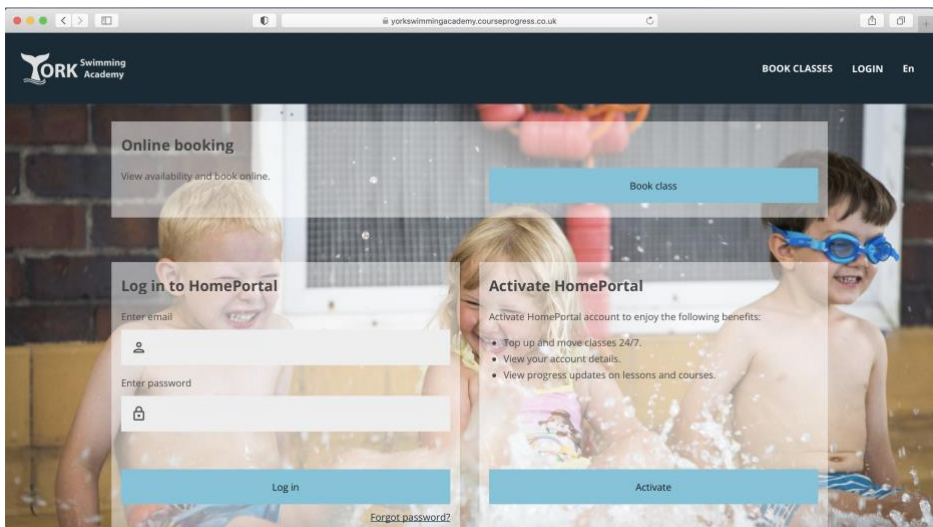 yorkswimmingacademy.courseprogress.co.uk
YORK Swimming Academy
BOOK CLASSES LOGIN En
Online booking
View availability and book online.
Book class
Log in to HomePortal
Enter email
Enter password
Log in
Forgot password?
Activate HomePortal
Activate HomePortal account to enjoy the following benefits:
• Top up and move classes 24/7.
• View your account details.
• View progress updates on lessons and courses.
Activate